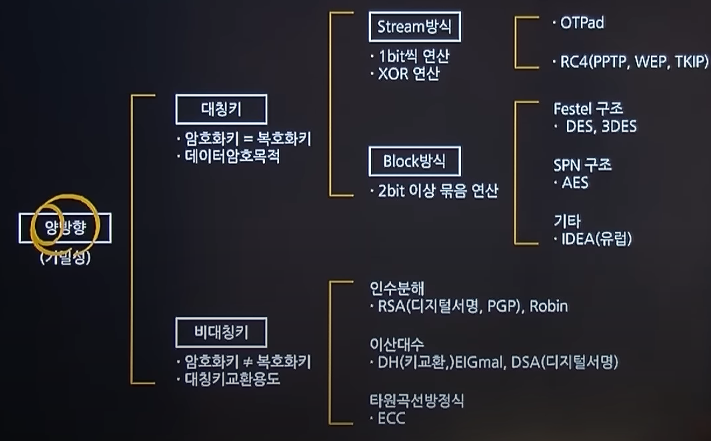 양방향
(기밀성)
대칭키
· 암호화키 = 복호화키
· 데이터암호목적
Stream방식
· 1bit씩 연산
· XOR 연산
· OTPad
· RC4(PPTP, WEP, TKIP)
Block방식
· 2bit 이상 묶음 연산
Festel 구조
· DES, 3DES
SPN 구조
· AES
기타
· IDEA(유럽)
비대칭키
· 암호화키 ≠ 복호화키
· 대칭키교환용도
인수분해
· RSA(디지털서명, PGP), Robin
이산대수
· DH(키교환,)EIGmal, DSA(디지털서명)
타원곡선방정식
· ECC